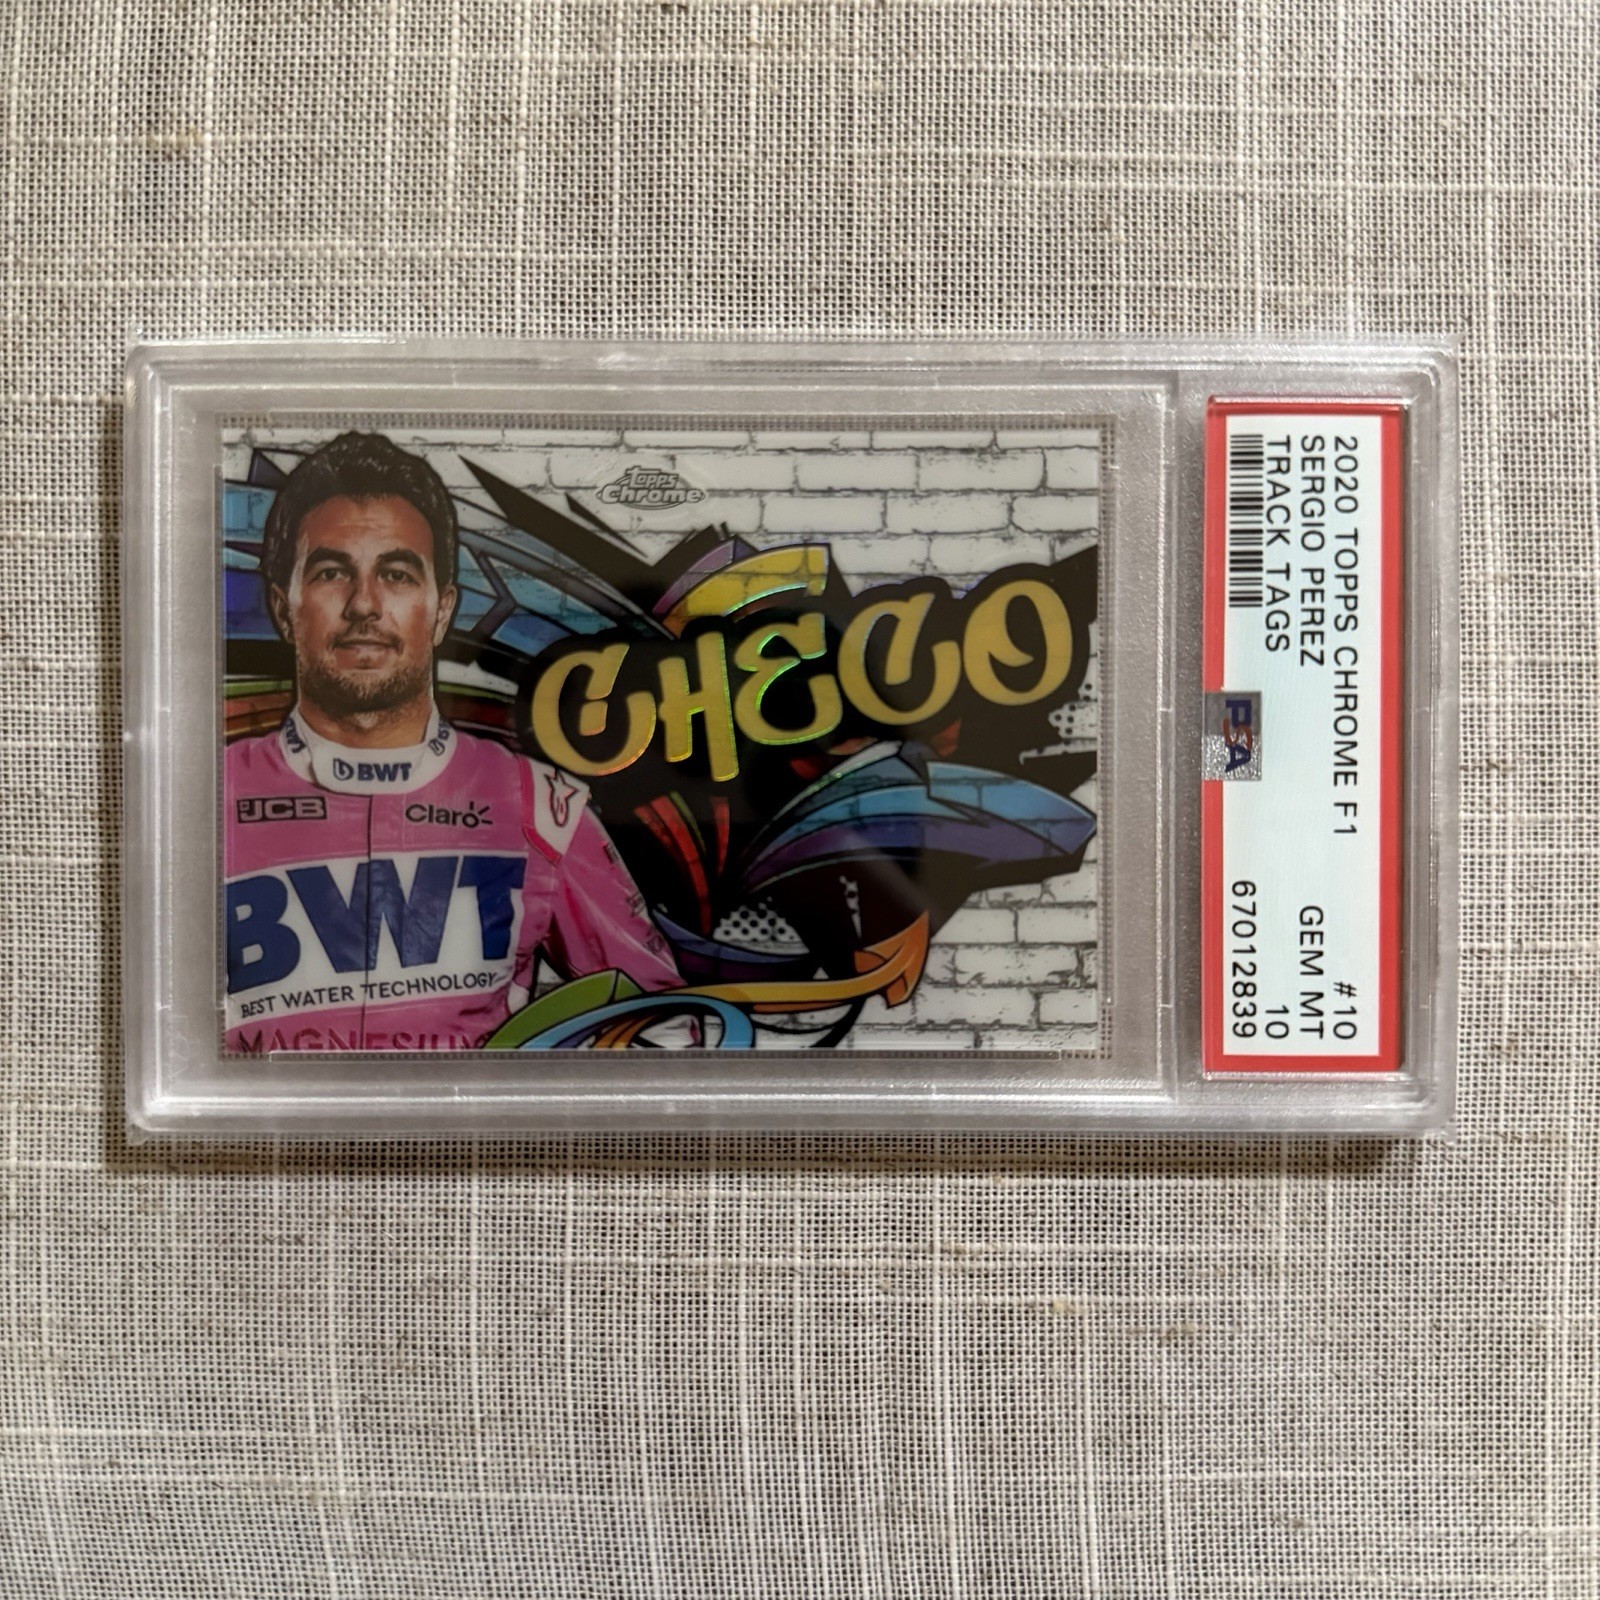 Topps
Chrome
CHECO
BWT
JCB
Claro
BWT
BEST WATER TECHNOLOGY
MAGNESIUM
2020 TOPPS CHROME F1 #10
SERGIO PEREZ GEM MT
TRACK TAGS 10
67012839
PSA